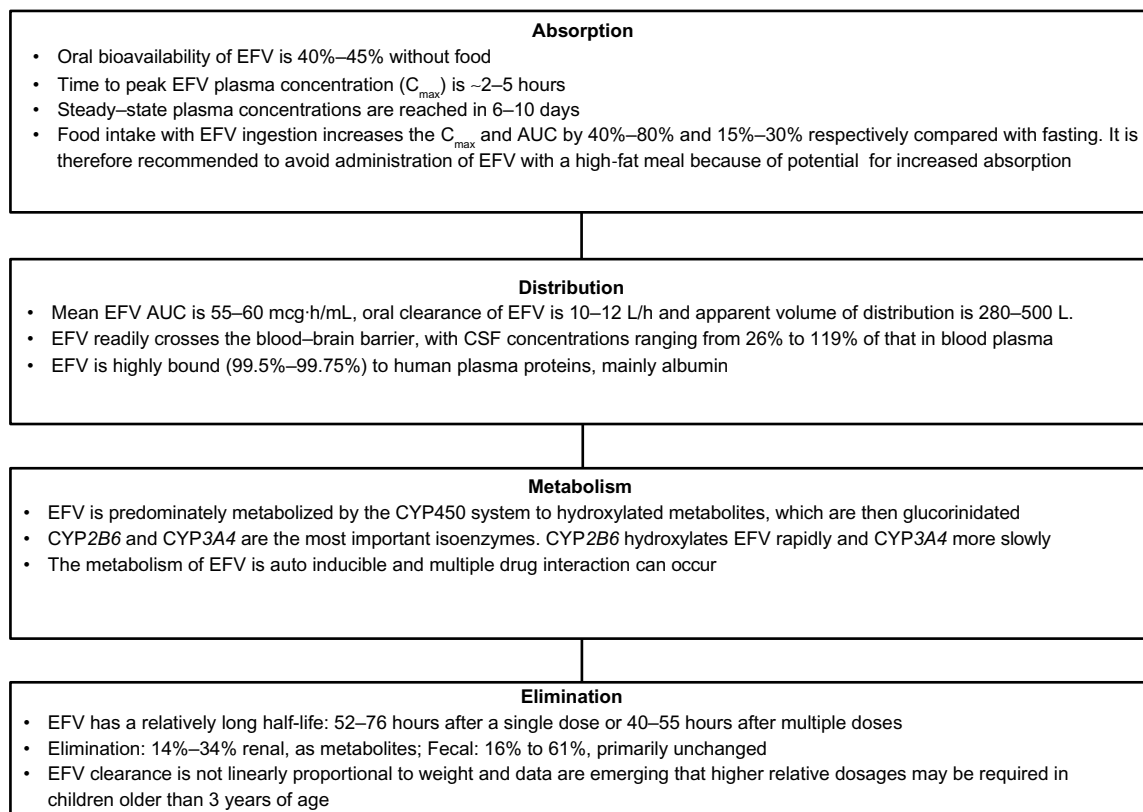 Absorption
• Oral bioavailability of EFV is 40%–45% without food
• Time to peak EFV plasma concentration (Cmax) is ~2–5 hours
• Steady–state plasma concentrations are reached in 6–10 days
• Food intake with EFV ingestion increases the Cmax and AUC by 40%–80% and 15%–30% respectively compared with fasting. It is
therefore recommended to avoid administration of EFV with a high-fat meal because of potential for increased absorption
Distribution
• Mean EFV AUC is 55–60 mcg·h/mL, oral clearance of EFV is 10–12 L/h and apparent volume of distribution is 280–500 L.
• EFV readily crosses the blood–brain barrier, with CSF concentrations ranging from 26% to 119% of that in blood plasma
• EFV is highly bound (99.5%–99.75%) to human plasma proteins, mainly albumin
Metabolism
• EFV is predominately metabolized by the CYP450 system to hydroxylated metabolites, which are then glucorinidated
• CYP2B6 and CYP3A4 are the most important isoenzymes. CYP2B6 hydroxylates EFV rapidly and CYP3A4 more slowly
• The metabolism of EFV is auto inducible and multiple drug interaction can occur
Elimination
• EFV has a relatively long half-life: 52–76 hours after a single dose or 40–55 hours after multiple doses
• Elimination: 14%–34% renal, as metabolites; Fecal: 16% to 61%, primarily unchanged
• EFV clearance is not linearly proportional to weight and data are emerging that higher relative dosages may be required in
children older than 3 years of age